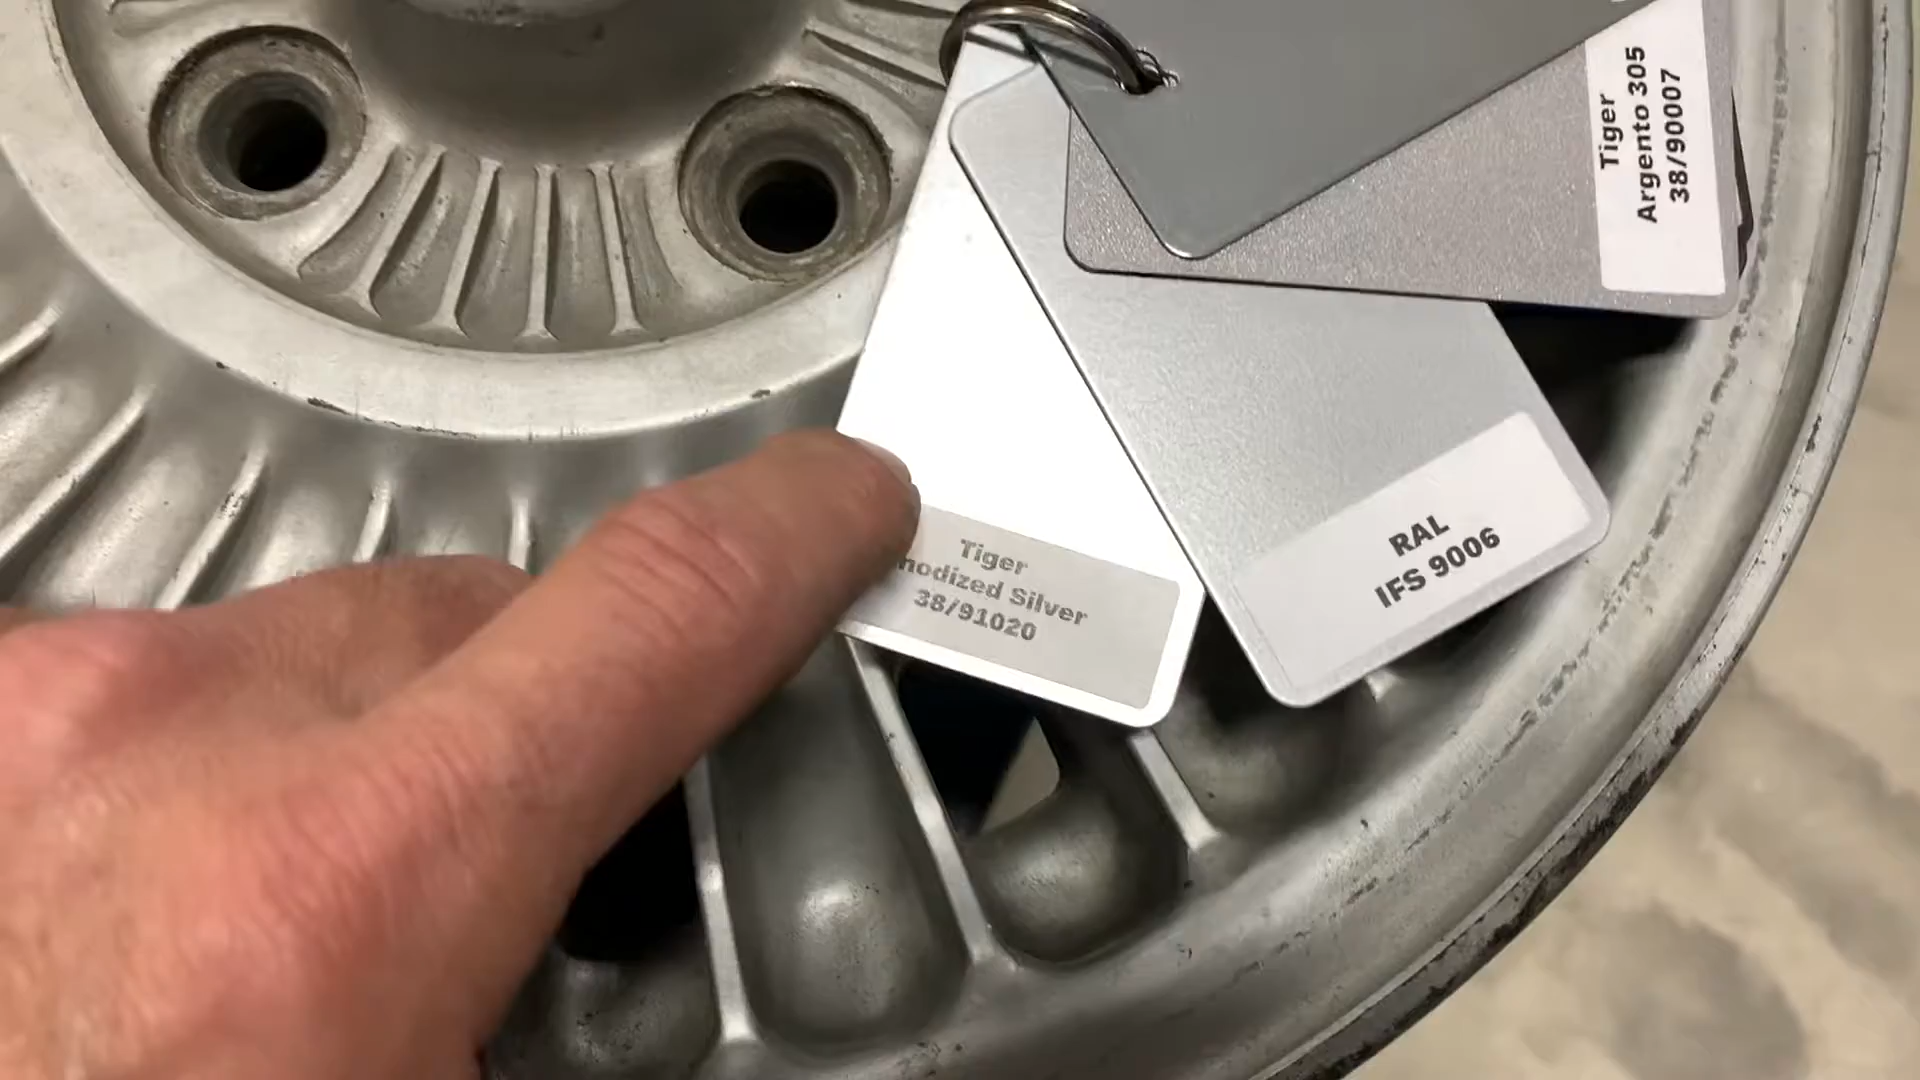 Tiger
Argento 305
38/90007
RAL
IFS 9006
Tiger
nodized Silver
38/91020